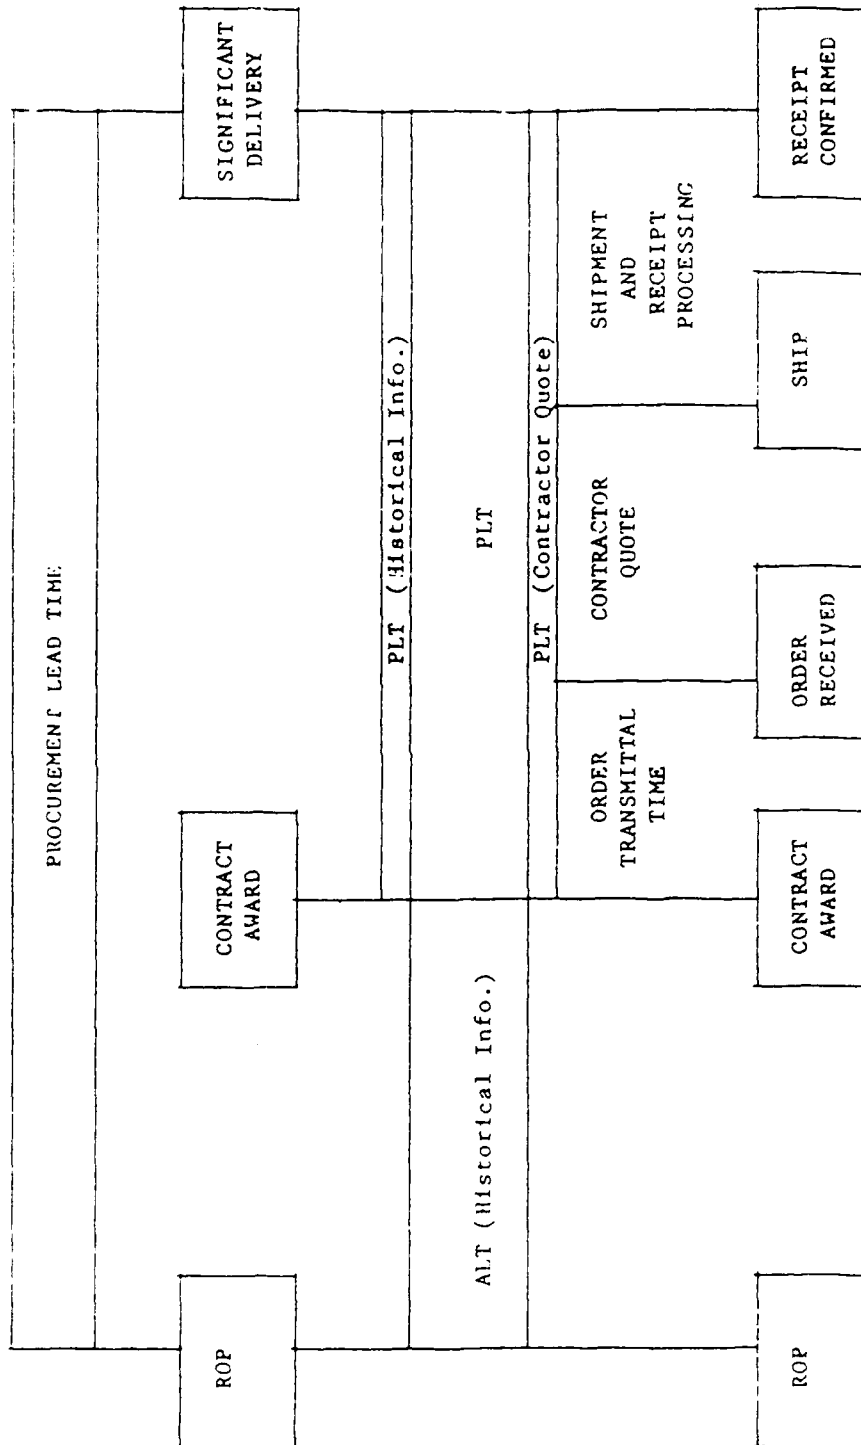 PROCUREMENT LEAD TIME
ROP
CONTRACT
AWARD
SIGNIFICANT
DELIVERY
PLT (Historical Info.)
ALT (Historical Info.)
PLT
PLT (Contractor Quote)
ORDER
TRANSMITTAL
TIME
CONTRACTOR
QUOTE
SHIPMENT
AND
RECEIPT
PROCESSING
ROP
CONTRACT
AWARD
ORDER
RECEIVED
SHIP
RECEIPT
CONFIRMED